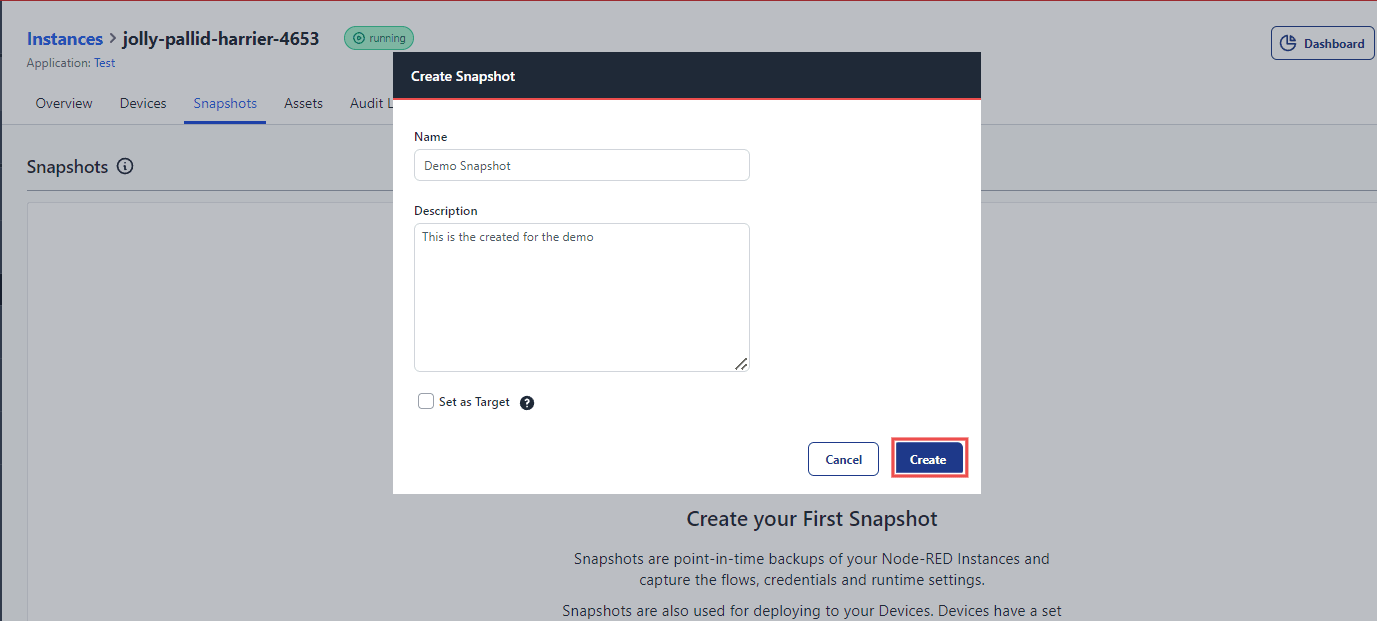 Instances > jolly-pallid-harrier-4653
running
Dashboard
Application: Test
Overview Devices Snapshots Assets Audit L
Snapshots
Create Snapshot
Name
Demo Snapshot
Description
This is the created for the demo
Set as Target ?
Cancel Create
Create your First Snapshot
Snapshots are point-in-time backups of your Node-RED Instances and
capture the flows, credentials and runtime settings.
Snapshots are also used for deploying to your Devices. Devices have a set